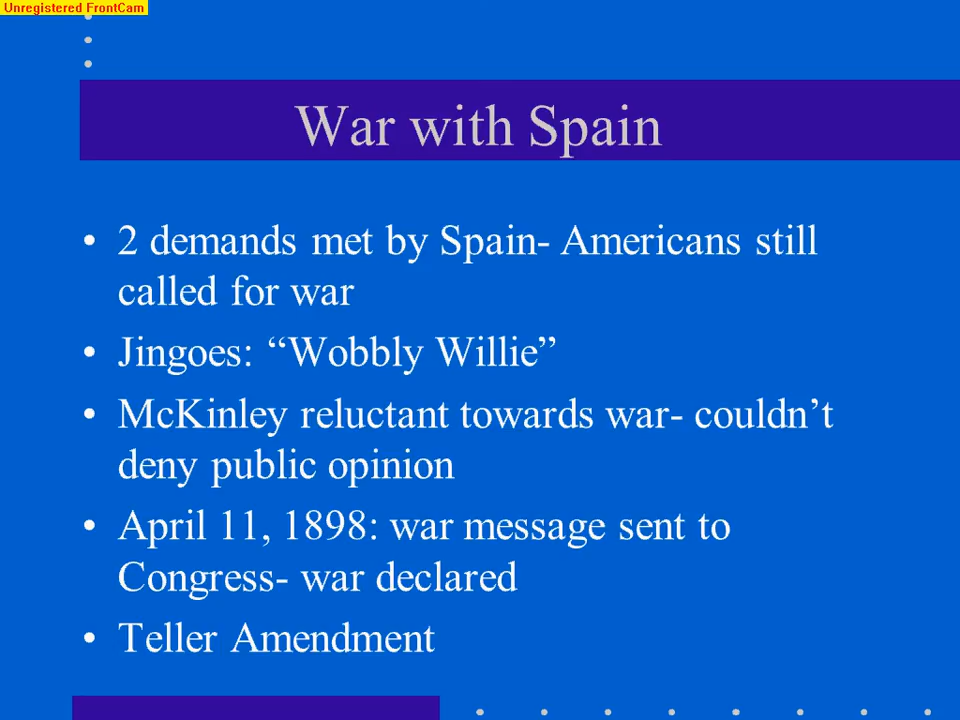 Unregistered FrontCam
War with Spain
• 2 demands met by Spain- Americans still
called for war
• Jingoes: “Wobbly Willie”
• McKinley reluctant towards war- couldn’t
deny public opinion
• April 11, 1898: war message sent to
Congress- war declared
• Teller Amendment